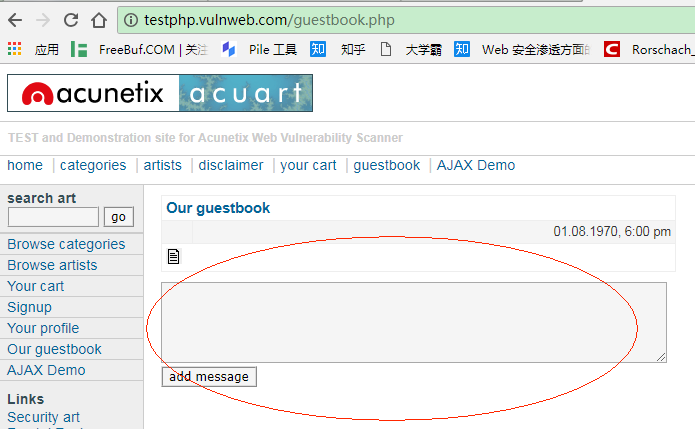 testphp.vulnweb.com/guestbook.php
应用 FreeBuf.COM | 关注 Pile 工具 知 知乎 大学霸 知 Web 安全渗透方面的 C Rorschach_
acunetix acuart
TEST and Demonstration site for Acunetix Web Vulnerability Scanner
home | categories | artists | disclaimer | your cart | guestbook | AJAX Demo
search art
go
Browse categories
Browse artists
Your cart
Signup
Your profile
Our guestbook
AJAX Demo
Links
Security art
Our guestbook
01.08.1970, 6:00 pm
add message